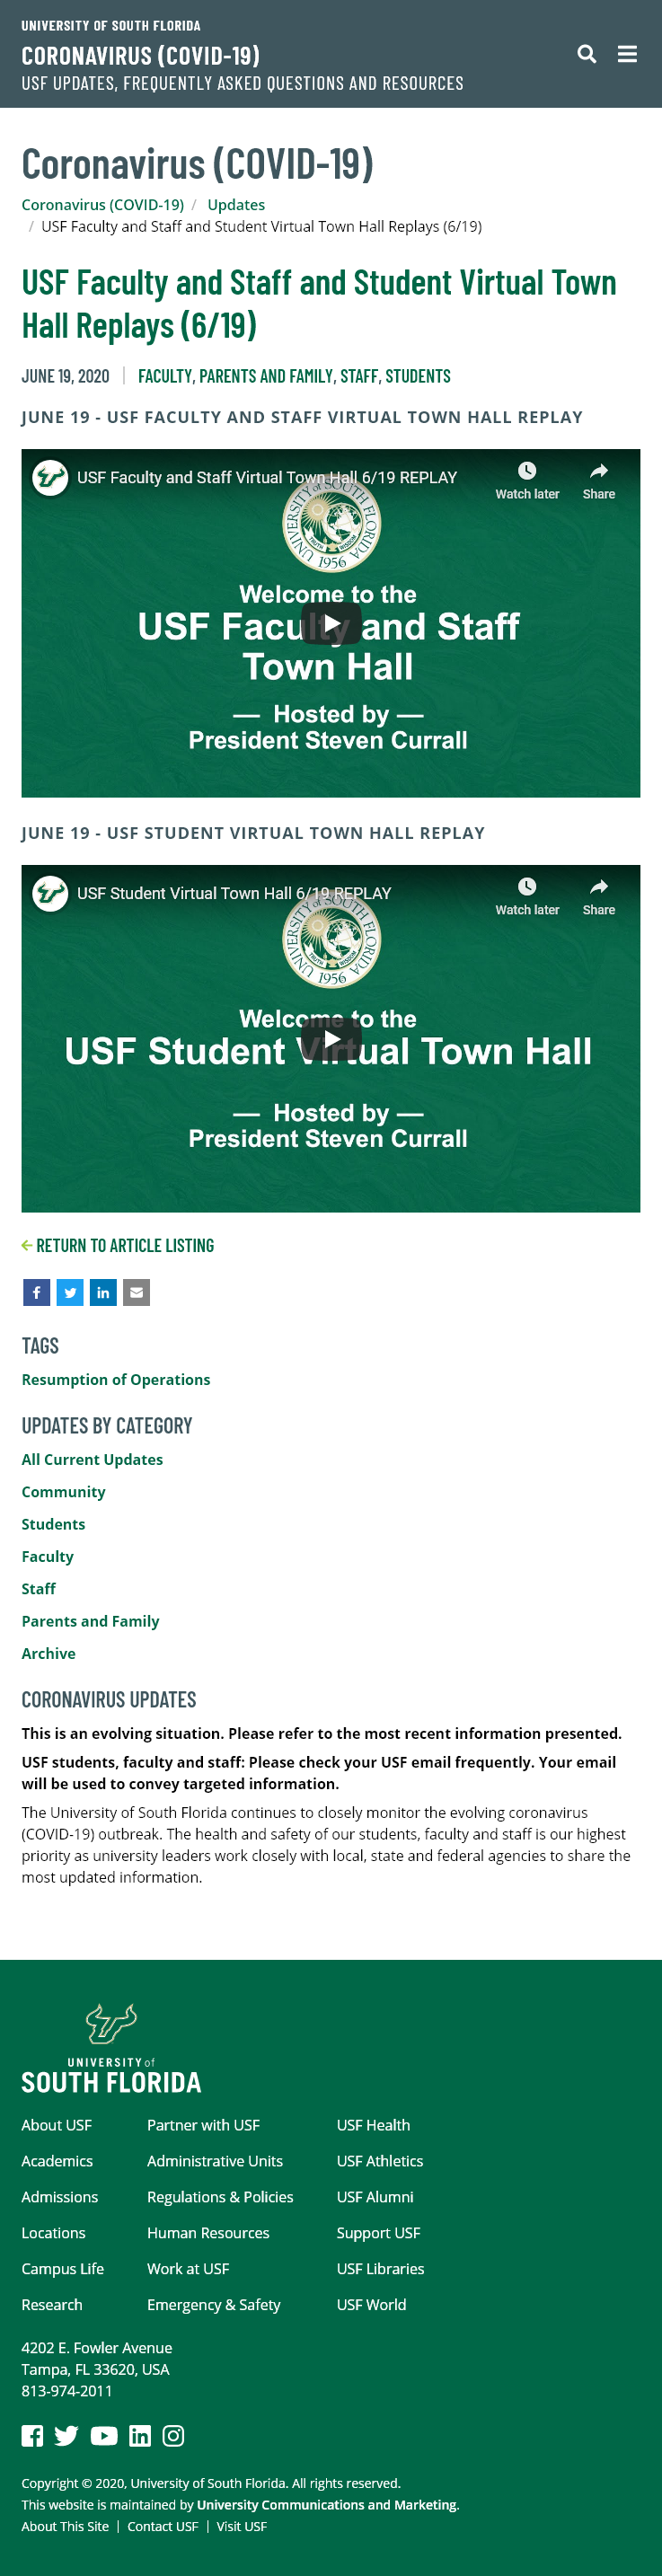 UNIVERSITY OF SOUTH FLORIDA
CORONAVIRUS (COVID-19)
USF UPDATES, FREQUENTLY ASKED QUESTIONS AND RESOURCES
Coronavirus (COVID-19)
Coronavirus (COVID-19) / Updates
/ USF Faculty and Staff and Student Virtual Town Hall Replays (6/19)
USF Faculty and Staff and Student Virtual Town
Hall Replays (6/19)
JUNE 19, 2020 | FACULTY, PARENTS AND FAMILY, STAFF, STUDENTS
JUNE 19 - USF FACULTY AND STAFF VIRTUAL TOWN HALL REPLAY
USF Faculty and Staff Virtual Town Hall 6/19 REPLAY
Watch later Share
UNIVERSITY OF SOUTH FLORIDA
TRUTH WISDOM
1956
Welcome to the
USF Faculty and Staff
Town Hall
— Hosted by —
President Steven Currall
JUNE 19 - USF STUDENT VIRTUAL TOWN HALL REPLAY
USF Student Virtual Town Hall 6/19 REPLAY
Watch later Share
UNIVERSITY OF SOUTH FLORIDA
TRUTH WISDOM
1956
Welcome to the
USF Student Virtual Town Hall
— Hosted by —
President Steven Currall
RETURN TO ARTICLE LISTING
TAGS
Resumption of Operations
UPDATES BY CATEGORY
All Current Updates
Community
Students
Faculty
Staff
Parents and Family
Archive
CORONAVIRUS UPDATES
This is an evolving situation. Please refer to the most recent information presented.
USF students, faculty and staff: Please check your USF email frequently. Your email
will be used to convey targeted information.
The University of South Florida continues to closely monitor the evolving coronavirus
(COVID-19) outbreak. The health and safety of our students, faculty and staff is our highest
priority as university leaders work closely with local, state and federal agencies to share the
most updated information.
UNIVERSITY of
SOUTH FLORIDA
About USF Partner with USF USF Health
Academics Administrative Units USF Athletics
Admissions Regulations & Policies USF Alumni
Locations Human Resources Support USF
Campus Life Work at USF USF Libraries
Research Emergency & Safety USF World
4202 E. Fowler Avenue
Tampa, FL 33620, USA
813-974-2011
Copyright © 2020, University of South Florida. All rights reserved.
This website is maintained by University Communications and Marketing.
About This Site | Contact USF | Visit USF